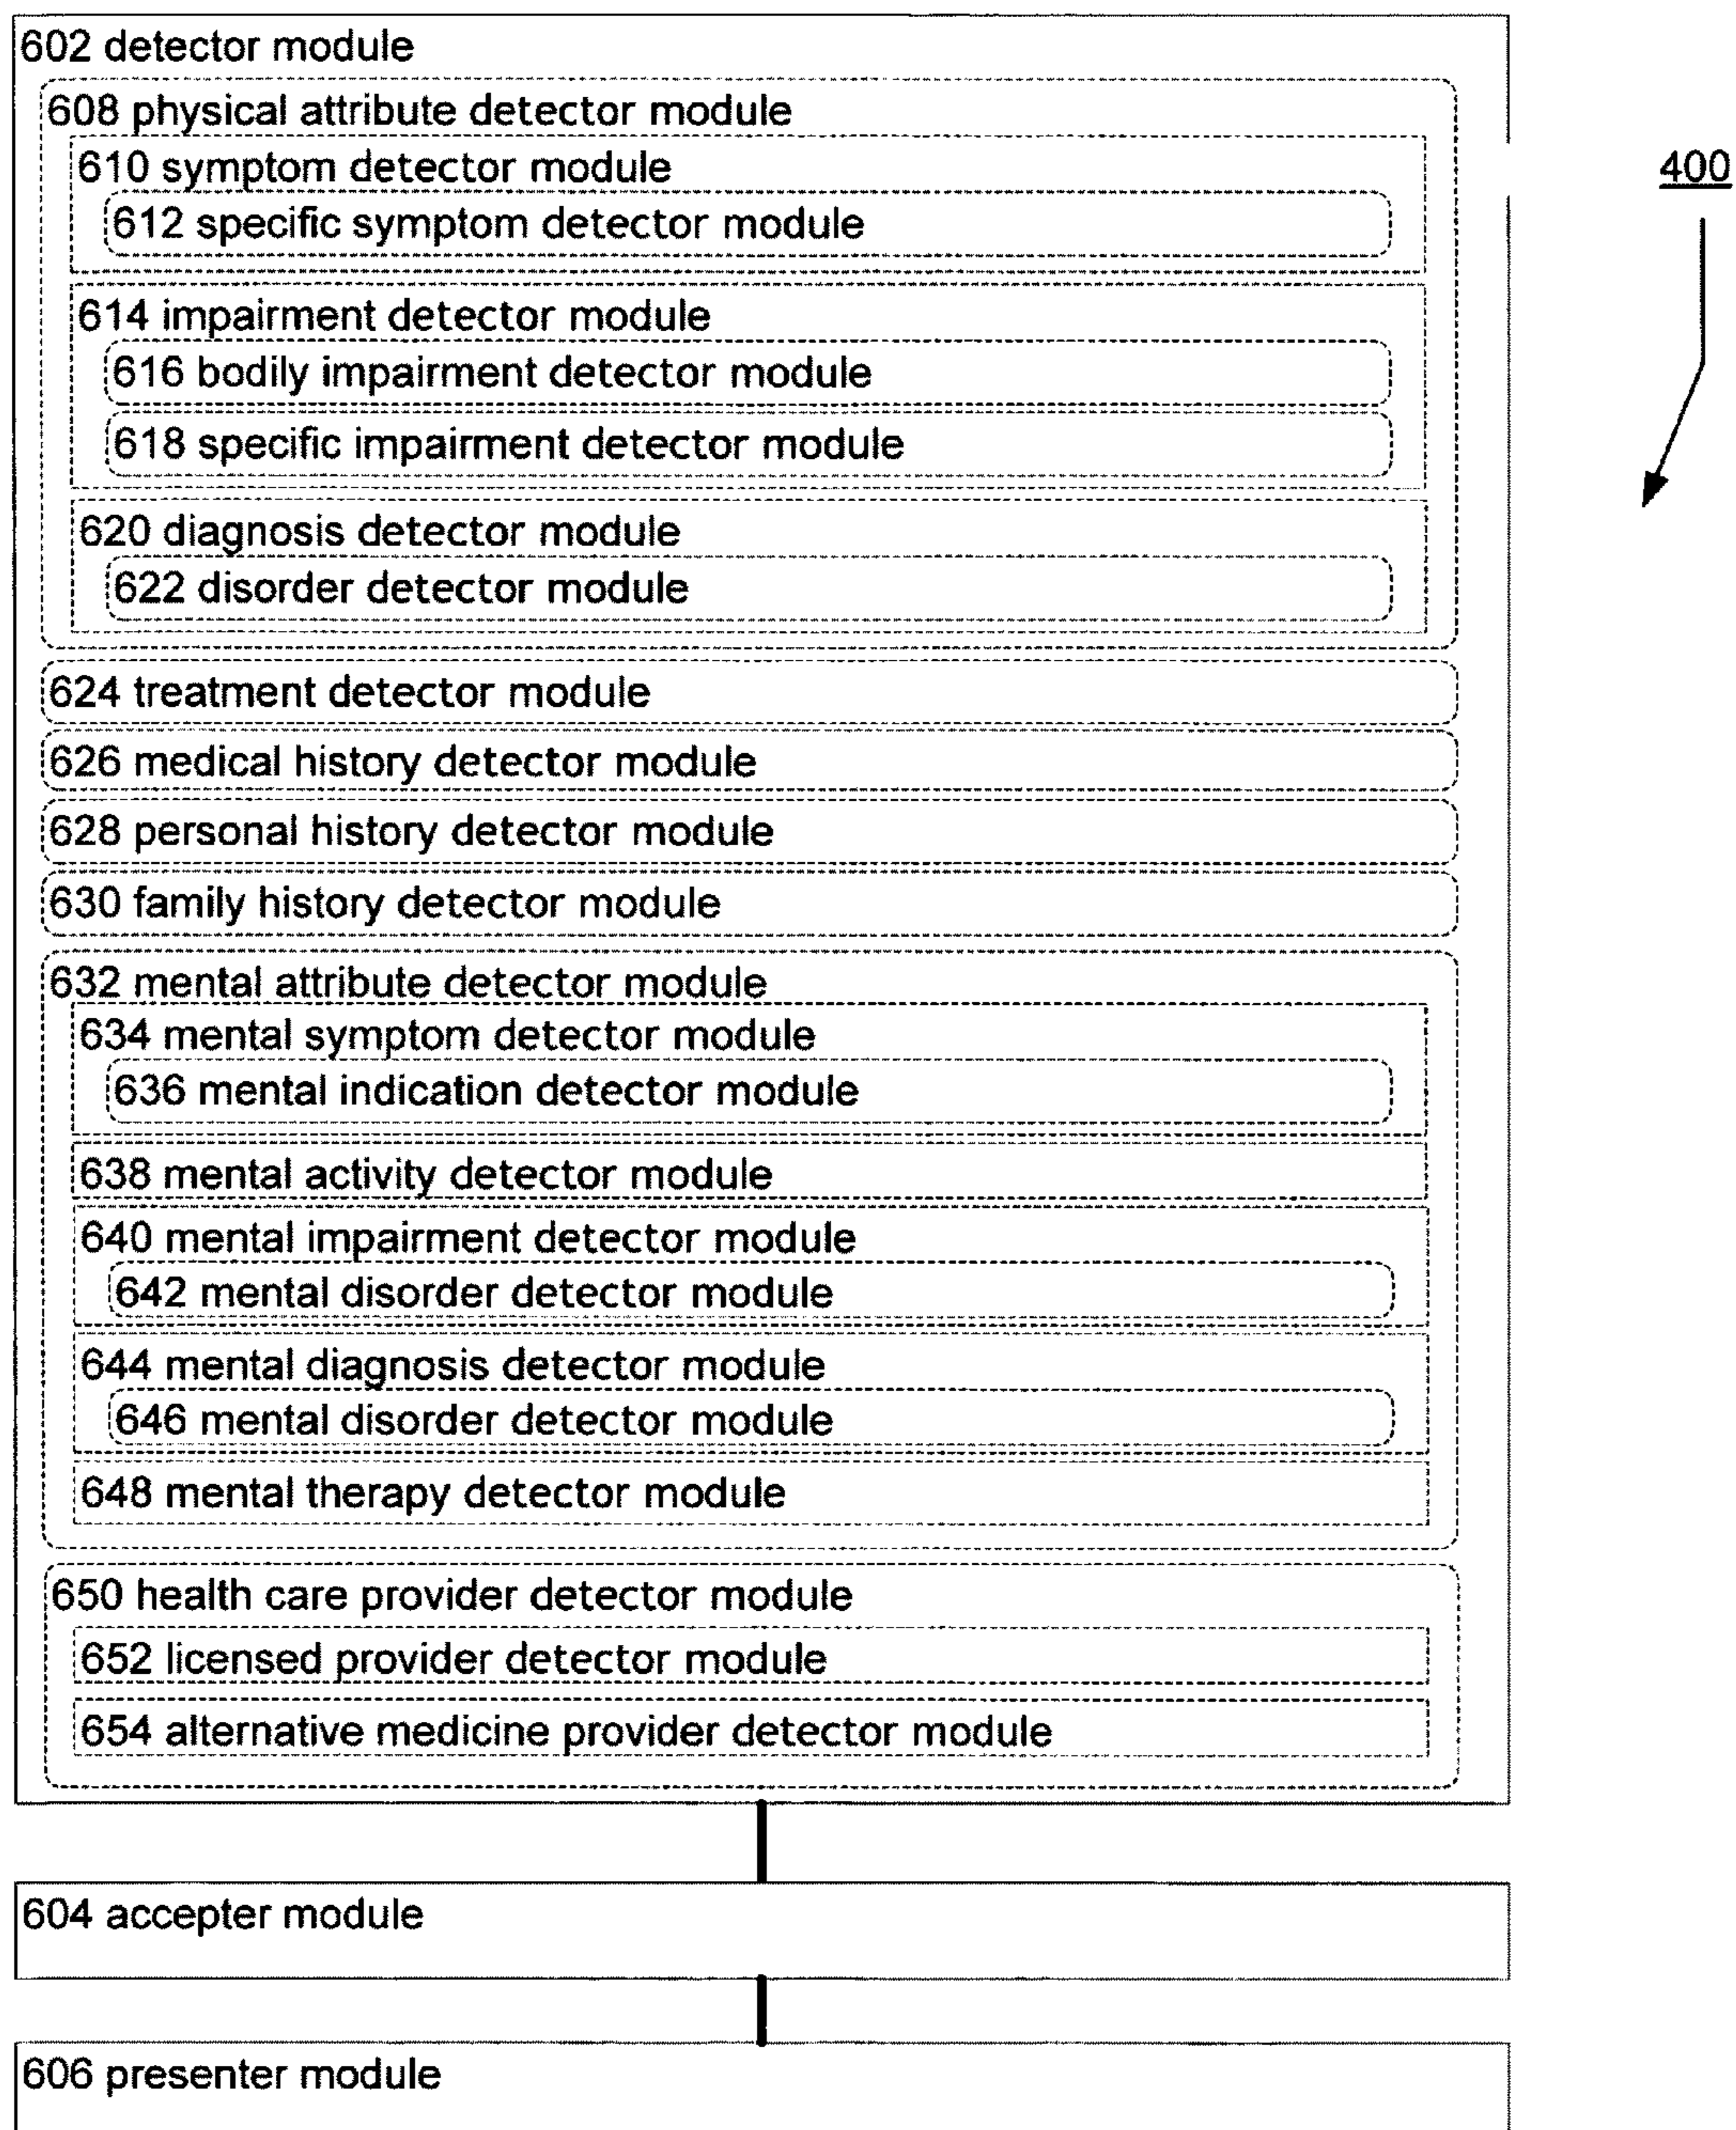 602 detector module
608 physical attribute detector module
610 symptom detector module
400
612 specific symptom detector module
614 impairment detector module
616 bodily impairment detector module
618 specific impairment detector module
620 diagnosis detector module
622 disorder detector module
624 treatment detector module
626 medical history detector module
628 personal history detector module
630 family history detector module
632 mental attribute detector module
634 mental symptom detector module
636 mental indication detector module
638 mental activity detector module
640 mental impairment detector module
642 mental disorder detector module
644 mental diagnosis detector module
646 mental disorder detector module
648 mental therapy detector module
650 health care provider detector module
652 licensed provider detector module
654 alternative medicine provider detector module
604 accepter module
606 presenter module